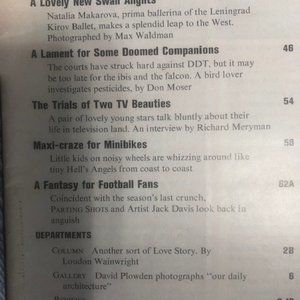 A Lovely New Swan Alights
Natalia Makarova, prima ballerina of the Leningrad
Kirov Ballet, makes a splendid leap to the West.
Photographed by Max Waldman
A Lament for Some Doomed Companions 46
The courts have struck hard against DDT, but it may
be too late for the ibis and the falcon. A bird lover
investigates pesticides, by Don Moser
The Trials of Two TV Beauties 54
A pair of lovely young stars talk bluntly about their
life in television land. An interview by Richard Meryman
Maxi-craze for Minibikes 58
Little kids on noisy wheels are whizzing around like
tiny Hell's Angels from coast to coast
A Fantasy for Football Fans 62A
Coincident with the season's last crunch,
PARTING SHOTS and Artist Jack Davis look back in
anguish
DEPARTMENTS
COLUMN Another sort of Love Story. By 2B
Loudon Wainwright
GALLERY David Plowden photographs "our daily 6
architecture"